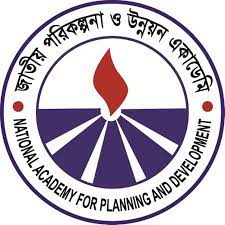 জাতীয় পরিকল্পনা ও উন্নয়ন একাডেমি
NATIONAL ACADEMY FOR PLANNING AND DEVELOPMENT